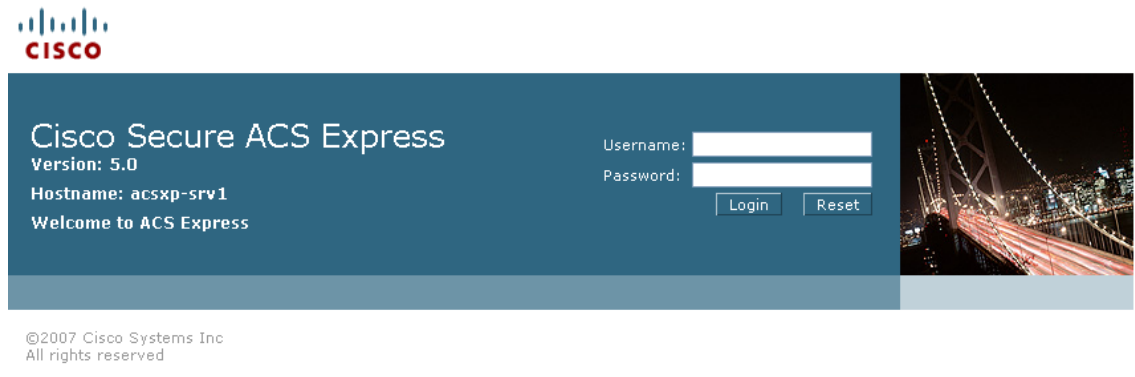 CISCO
Cisco Secure ACS Express
Version: 5.0
Hostname: acsxp-srv1
Welcome to ACS Express
Username:
Password:
Login Reset
©2007 Cisco Systems Inc
All rights reserved